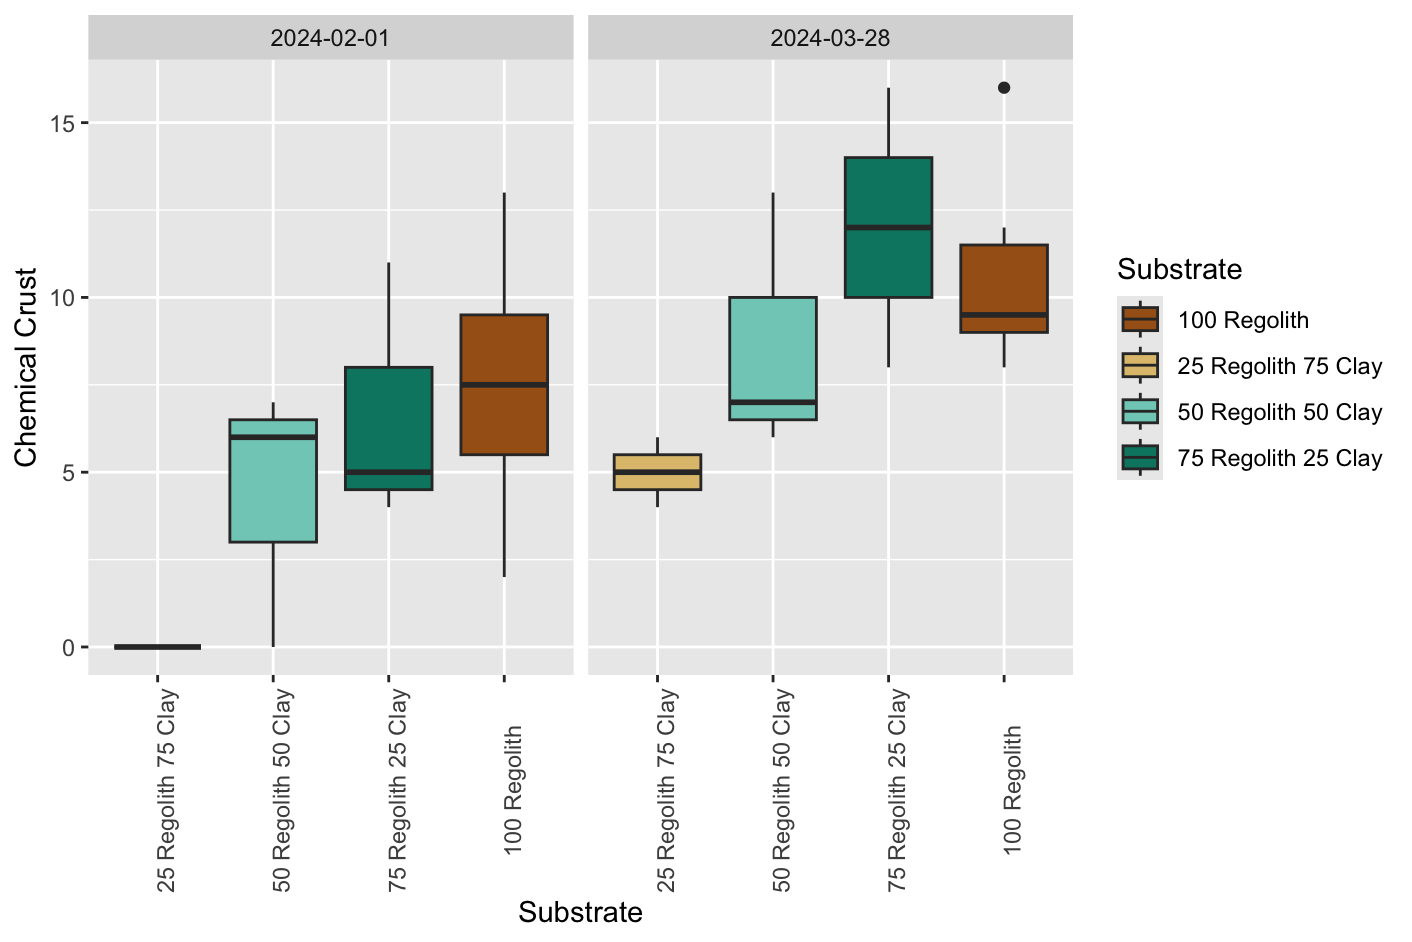 2024-02-01
2024-03-28
Chemical Crust
15
10
5
0
25 Regolith 75 Clay
50 Regolith 50 Clay
75 Regolith 25 Clay
100 Regolith
25 Regolith 75 Clay
50 Regolith 50 Clay
75 Regolith 25 Clay
100 Regolith
Substrate
Substrate
100 Regolith
25 Regolith 75 Clay
50 Regolith 50 Clay
75 Regolith 25 Clay